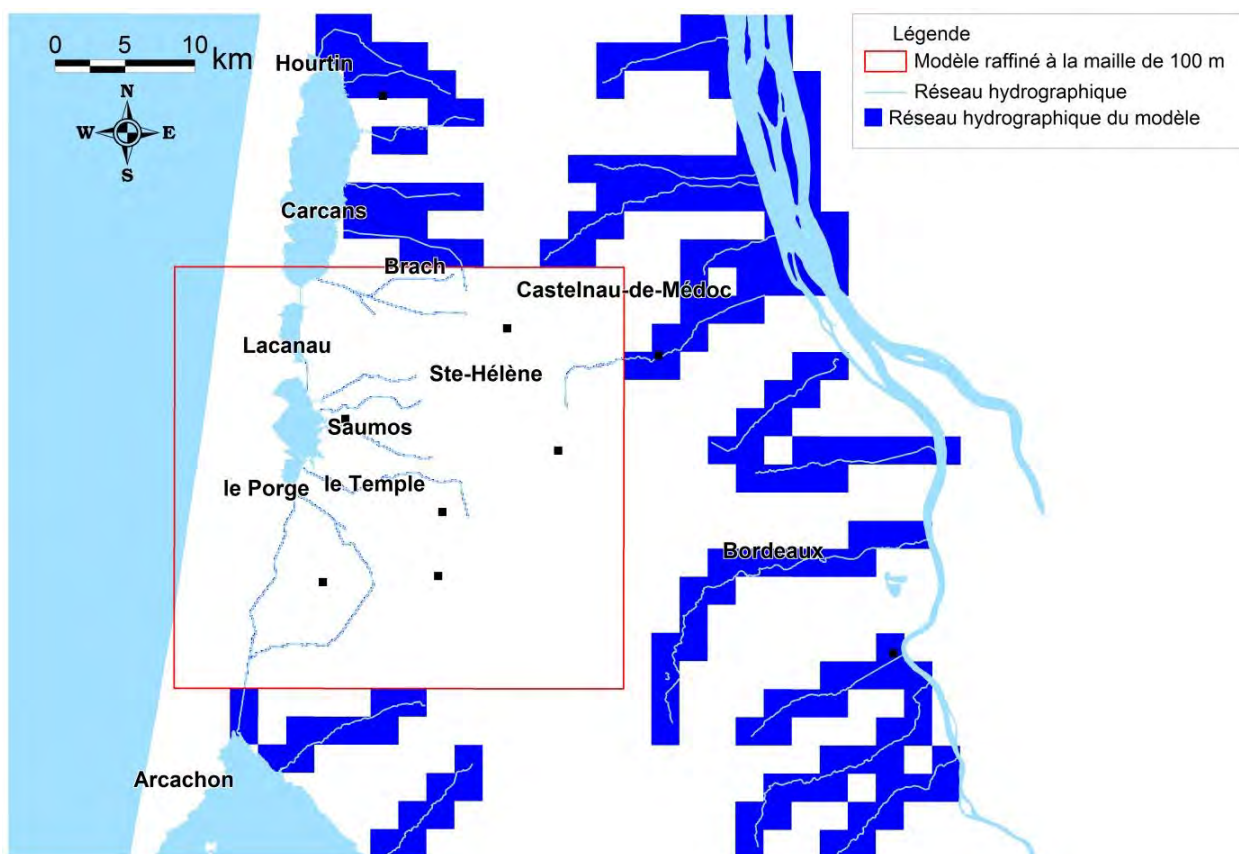 0 5 10
km
N
W E
S
Légende
Modèle raffiné à la maille de 100 m
Réseau hydrographique
Réseau hydrographique du modèle
Hourtin
Carcans
Brach
Castelnau-de-Médoc
Lacanau
Ste-Hélène
Saumos
le Porge
le Temple
Bordeaux
3
Arcachon